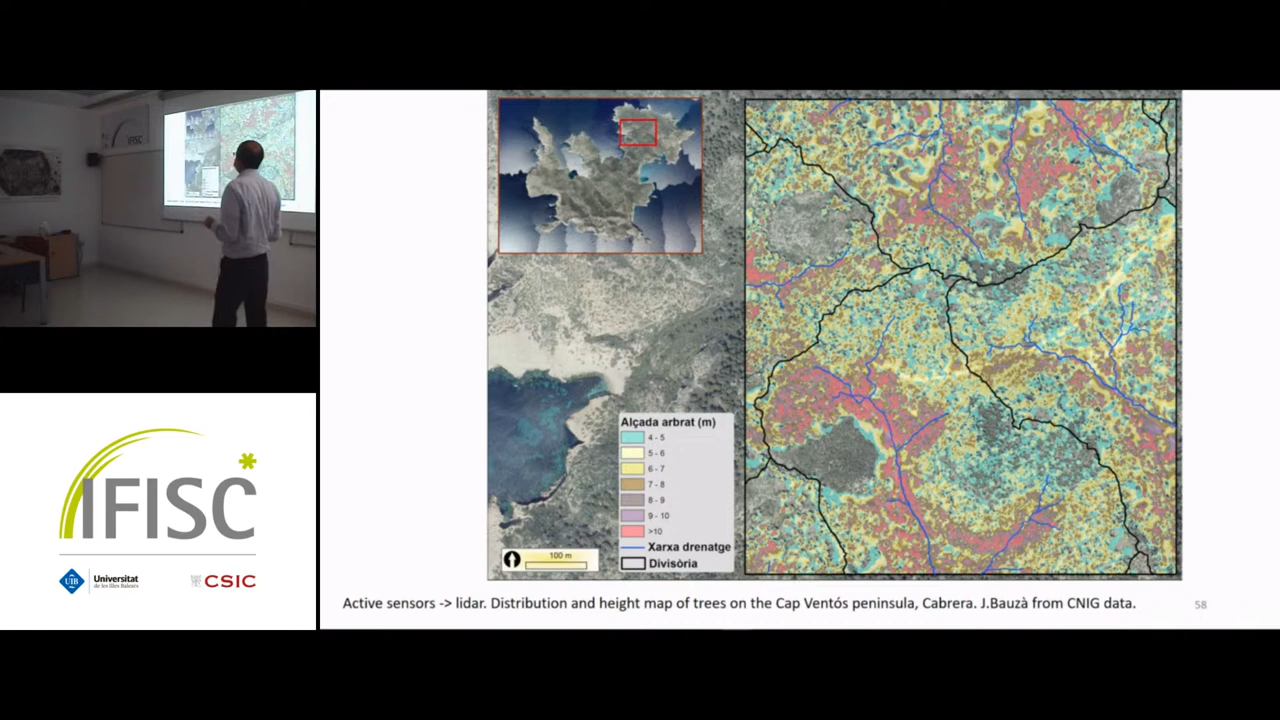 IFISC
IFISC
UIB
Universitat
de les Illes Balears
CSIC
Alçada arbrat (m)
4 - 5
5 - 6
6 - 7
7 - 8
8 - 9
9 - 10
>10
Xarxa drenatge
Divisòria
100 m
Active sensors -> lidar. Distribution and height map of trees on the Cap Ventós peninsula, Cabrera. J.Bauzà from CNIG data.
58